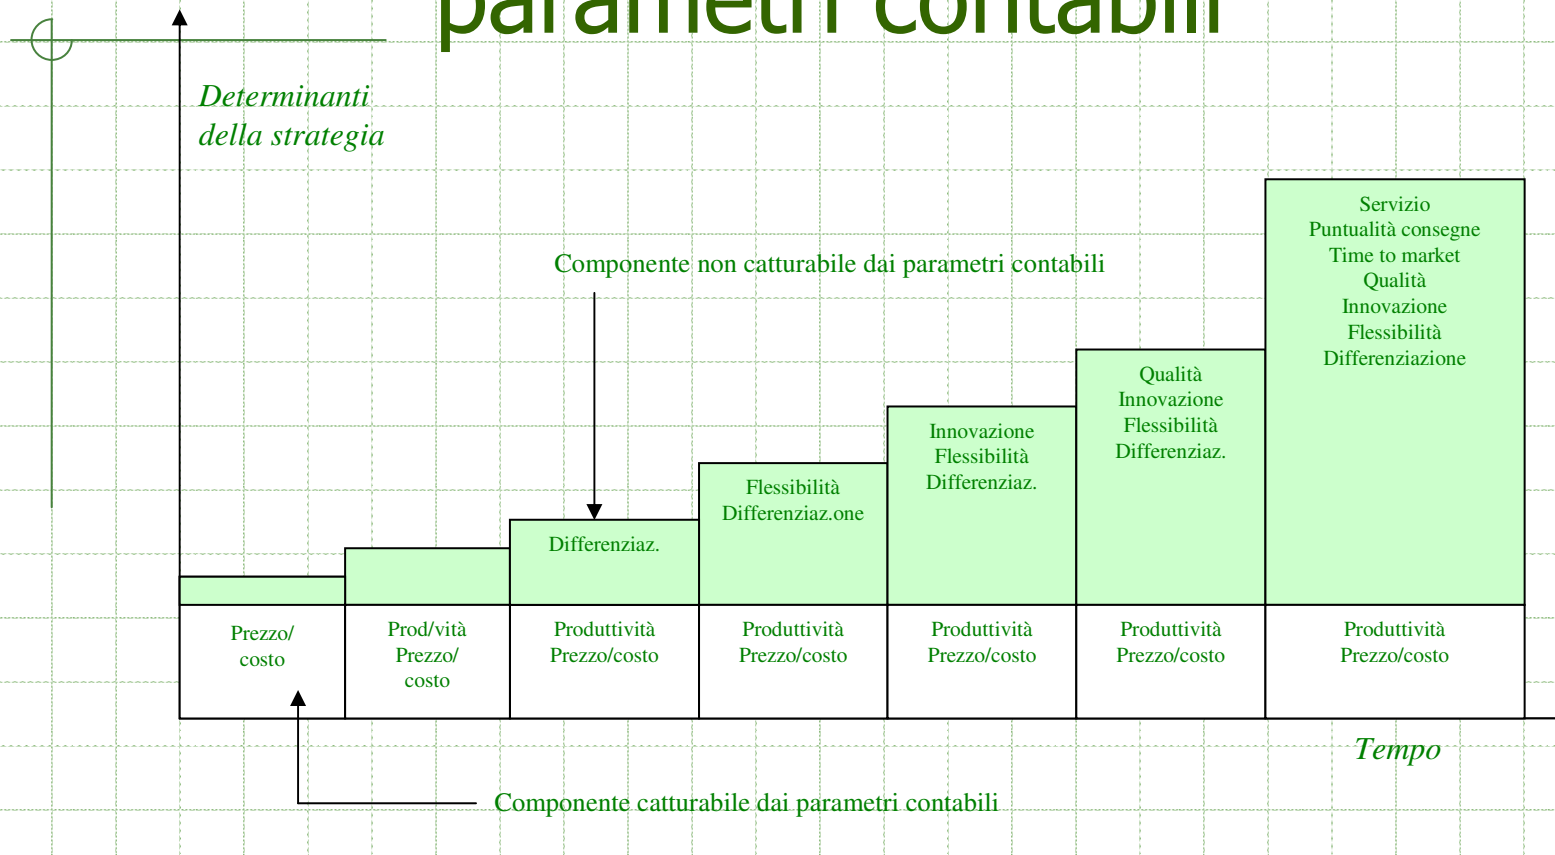 parametri contabili
Determinanti
della strategia
Componente non catturabile dai parametri contabili
Servizio
Puntualità consegne
Time to market
Qualità
Innovazione
Flessibilità
Differenziazione
Qualità
Innovazione
Flessibilità
Differenziaz.
Innovazione
Flessibilità
Differenziaz.
Flessibilità
Differenziaz.one
Differenziaz.
Prezzo/
costo
Prod/vità
Prezzo/
costo
Produttività
Prezzo/costo
Produttività
Prezzo/costo
Produttività
Prezzo/costo
Produttività
Prezzo/costo
Produttività
Prezzo/costo
Tempo
Componente catturabile dai parametri contabili